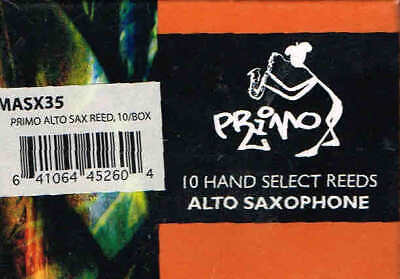 MASX35
PRIMO ALTO SAX REED, 10/BOX
6 41064 45260 4
PRIMO
10 HAND SELECT REEDS
ALTO SAXOPHONE